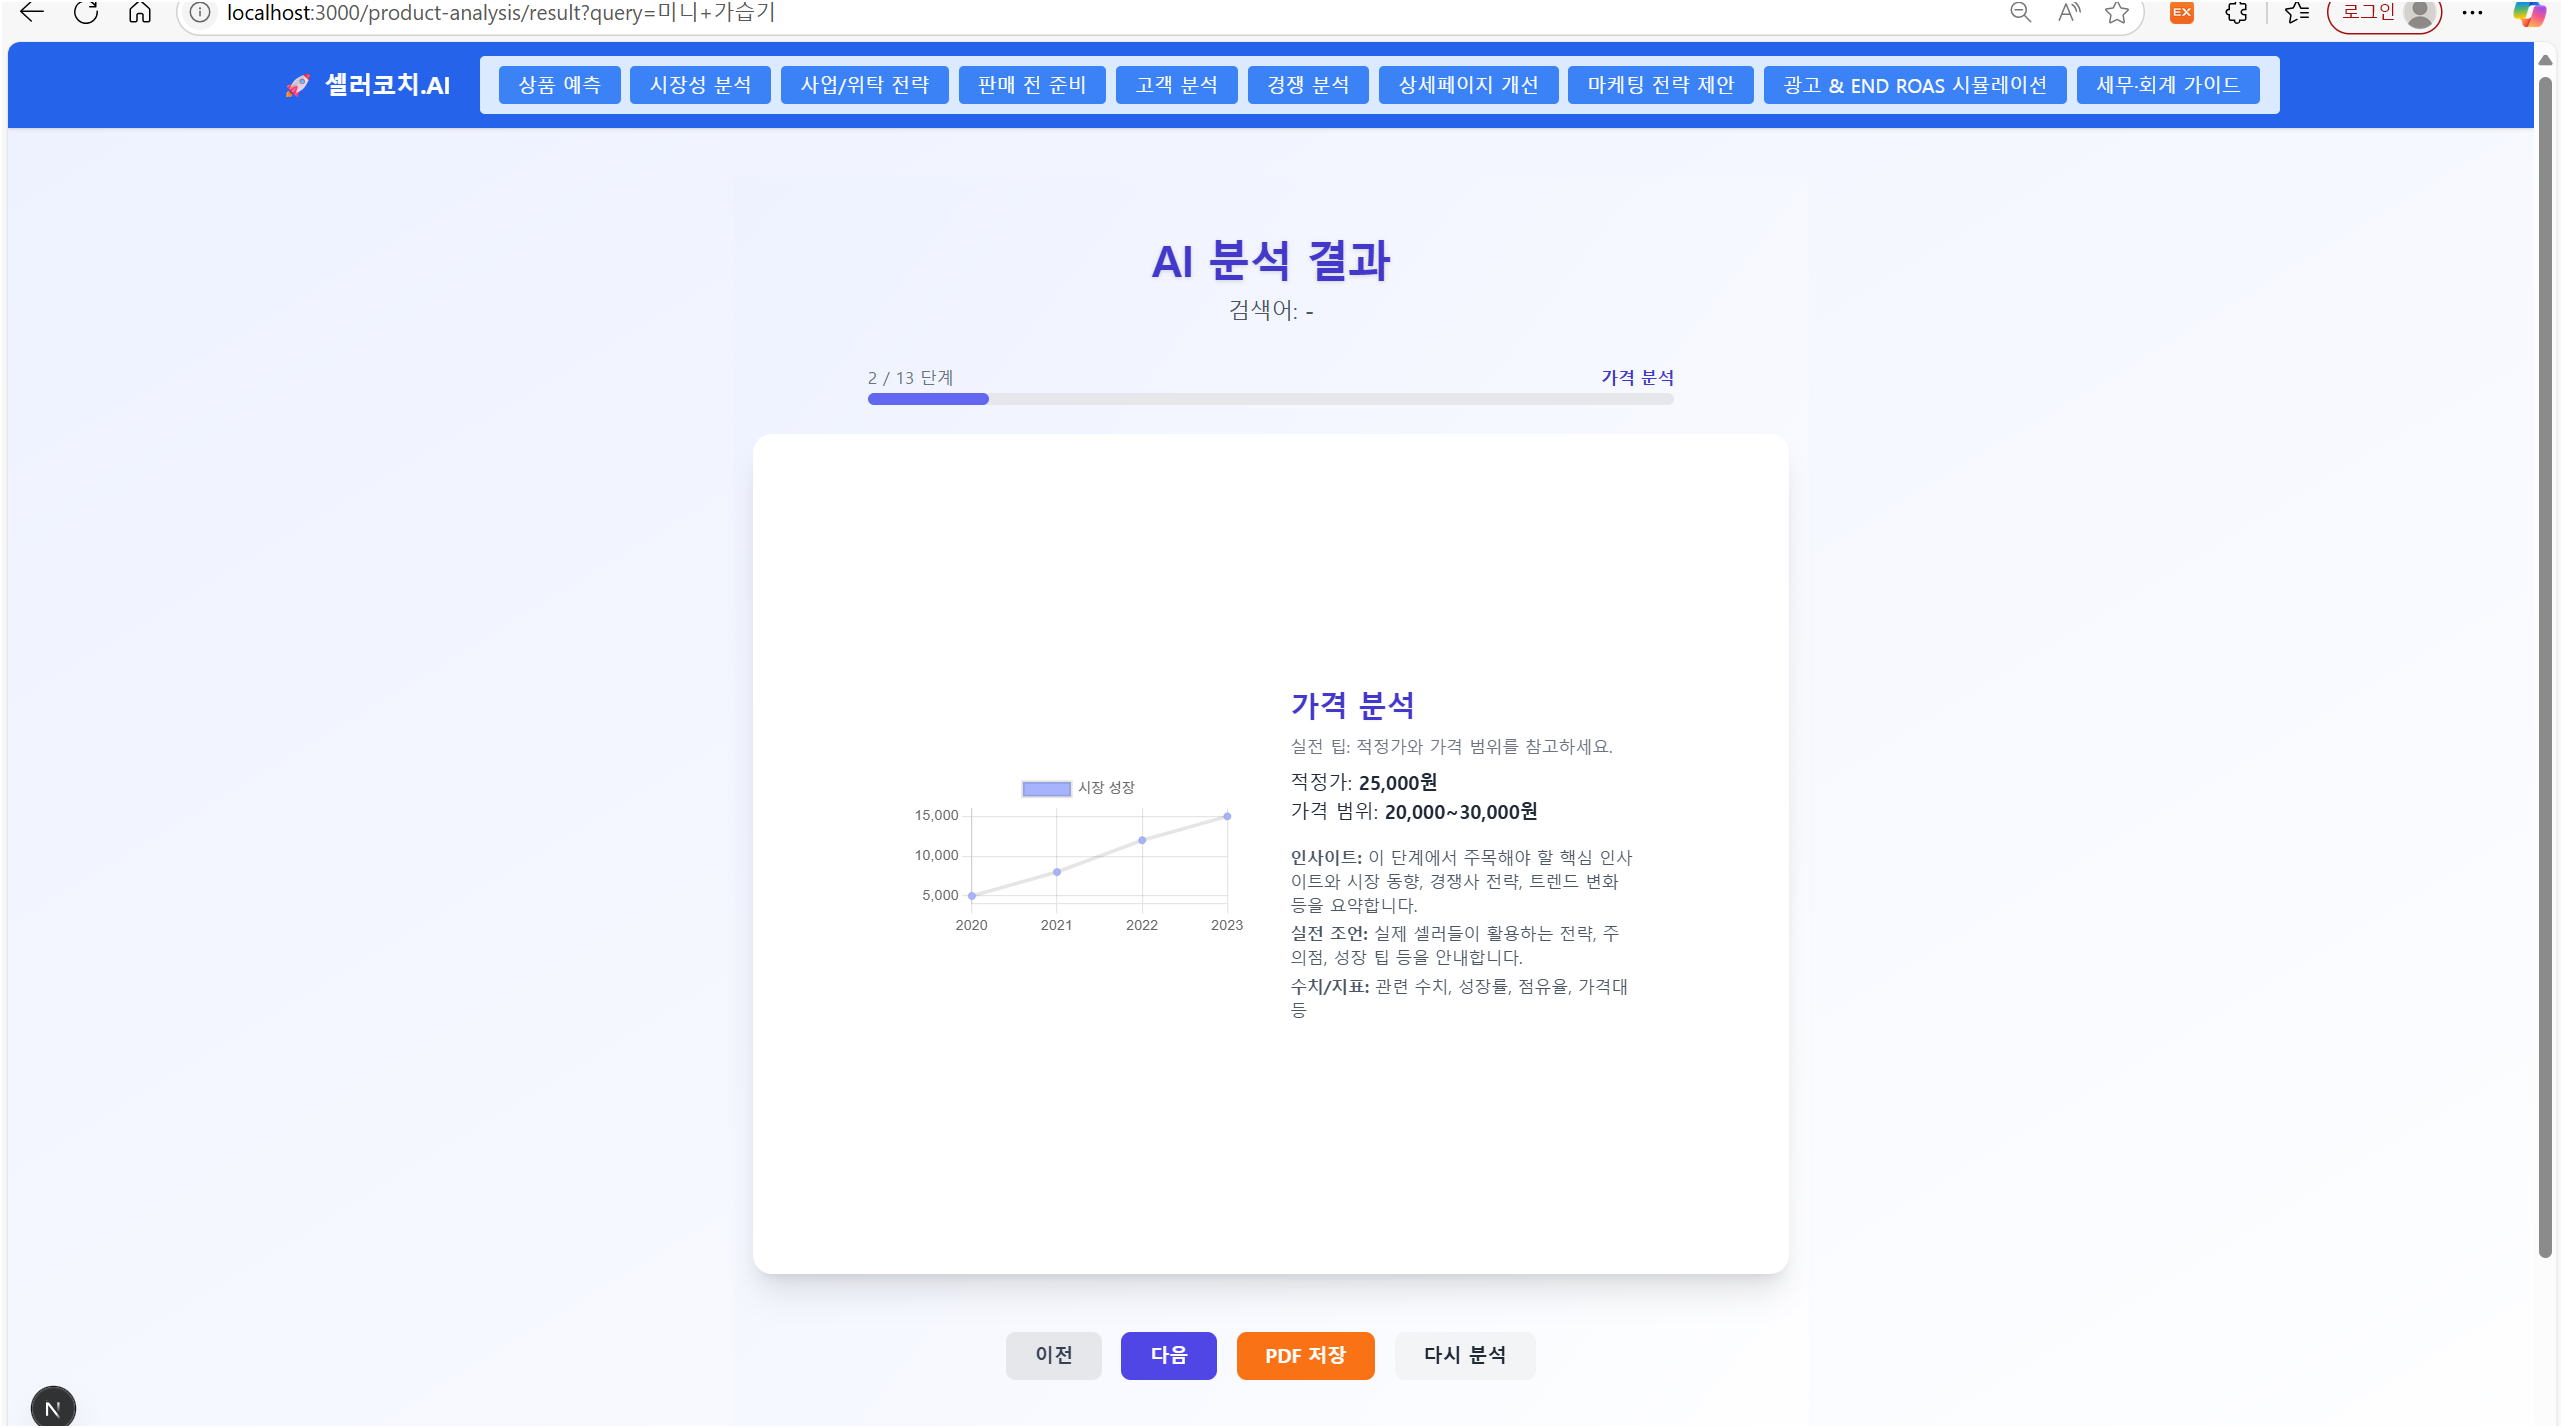 localhost:3000/product-analysis/result?query=미니+가습기
EX
로그인
🚀 셀러코치.AI
상품 예측
시장성 분석
사업/위탁 전략
판매 전 준비
고객 분석
경쟁 분석
상세페이지 개선
마케팅 전략 제안
광고 & END ROAS 시뮬레이션
세무·회계 가이드
AI 분석 결과
검색어: -
2 / 13 단계
가격 분석
시장 성장
15,000
10,000
5,000
2020 2021 2022 2023
가격 분석
실전 팁: 적정가와 가격 범위를 참고하세요.
적정가: 25,000원
가격 범위: 20,000~30,000원
인사이트: 이 단계에서 주목해야 할 핵심 인사
이트와 시장 동향, 경쟁사 전략, 트렌드 변화
등을 요약합니다.
실전 조언: 실제 셀러들이 활용하는 전략, 주
의점, 성장 팁 등을 안내합니다.
수치/지표: 관련 수치, 성장률, 점유율, 가격대
등
이전
다음
PDF 저장
다시 분석
N